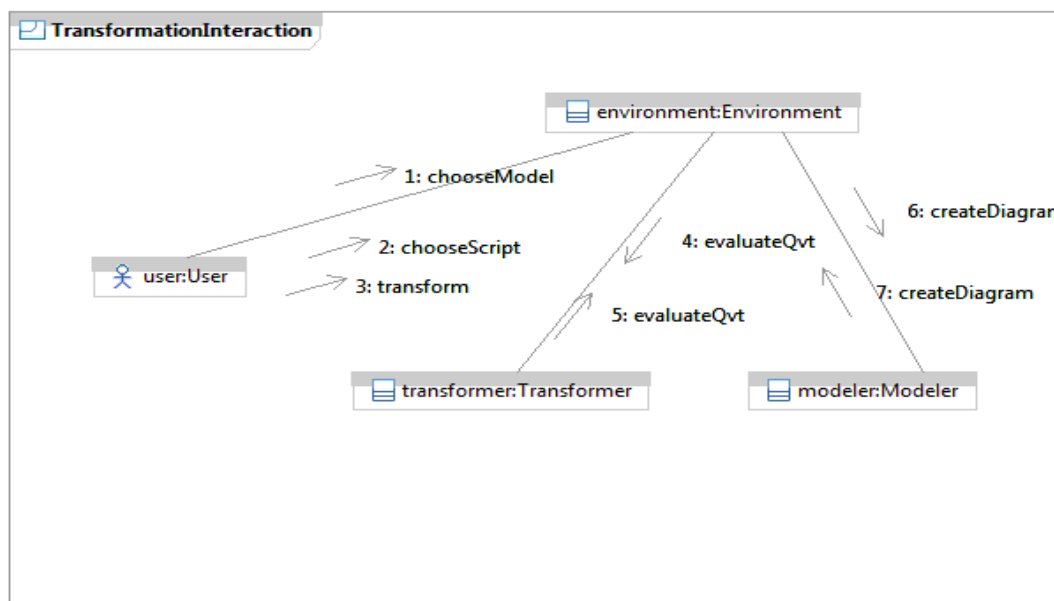 TransformationInteraction
environment:Environment
1: chooseModel
6: createDiagram
2: chooseScript
4: evaluateQvt
user:User
3: transform
7: createDiagram
5: evaluateQvt
transformer:Transformer
modeler:Modeler